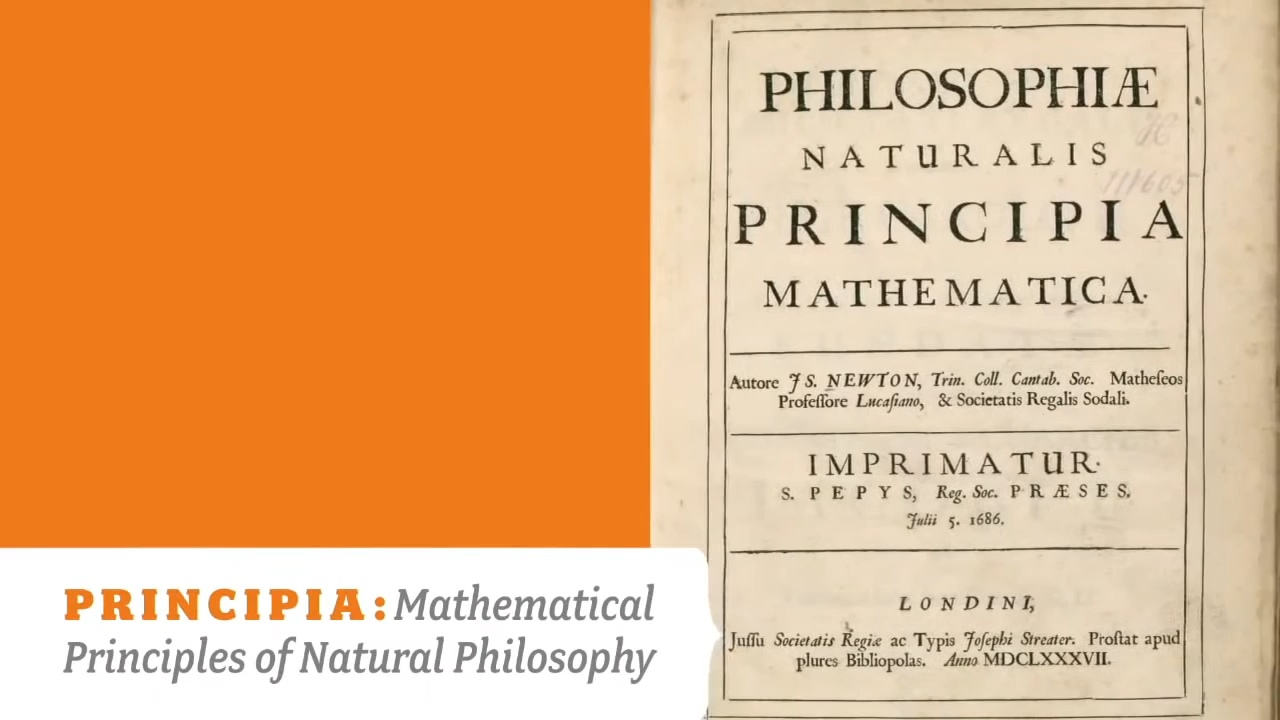 PHILOSOPHIÆ
NATURALIS
PRINCIPIA
MATHEMATICA.
Autore JS. NEWTON, Trin. Coll. Cantab. Soc. Matheſeos
Profeſſore Lucaſiano, & Societatis Regalis Sodali.
IMPRIMATUR.
S. PEPYS, Reg. Soc. PRÆSES.
Julii 5. 1686.
LONDINI,
Juſſu Societatis Regiæ ac Typis Joſephi Streater. Proſtat apud
plures Bibliopolas. Anno MDCLXXXVII.
PRINCIPIA: Mathematical
Principles of Natural Philosophy